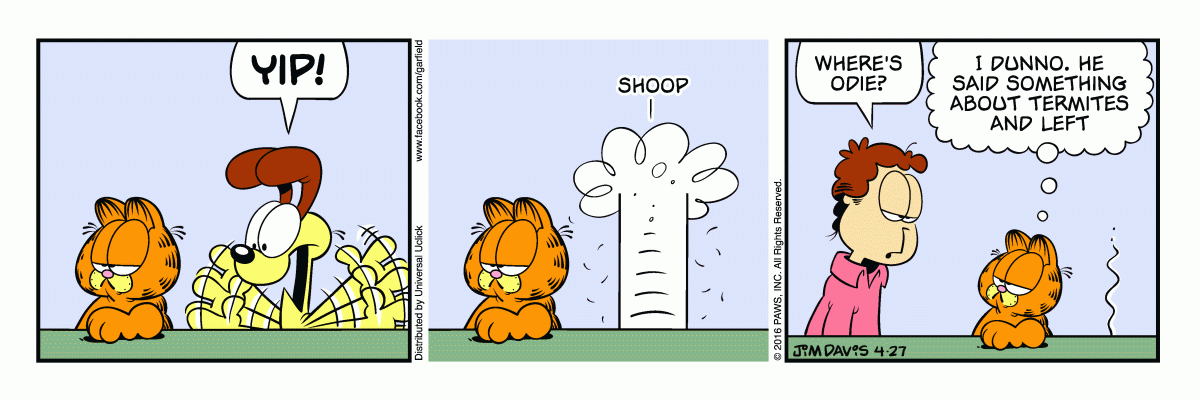 YIP!
www.facebook.com/garfield
Distributed by Universal Uclick
SHOOP
© 2016 PAWS, INC. All Rights Reserved.
WHERE'S
ODIE?
I DUNNO. HE
SAID SOMETHING
ABOUT TERMITES
AND LEFT
JIM DAVIS 4-27